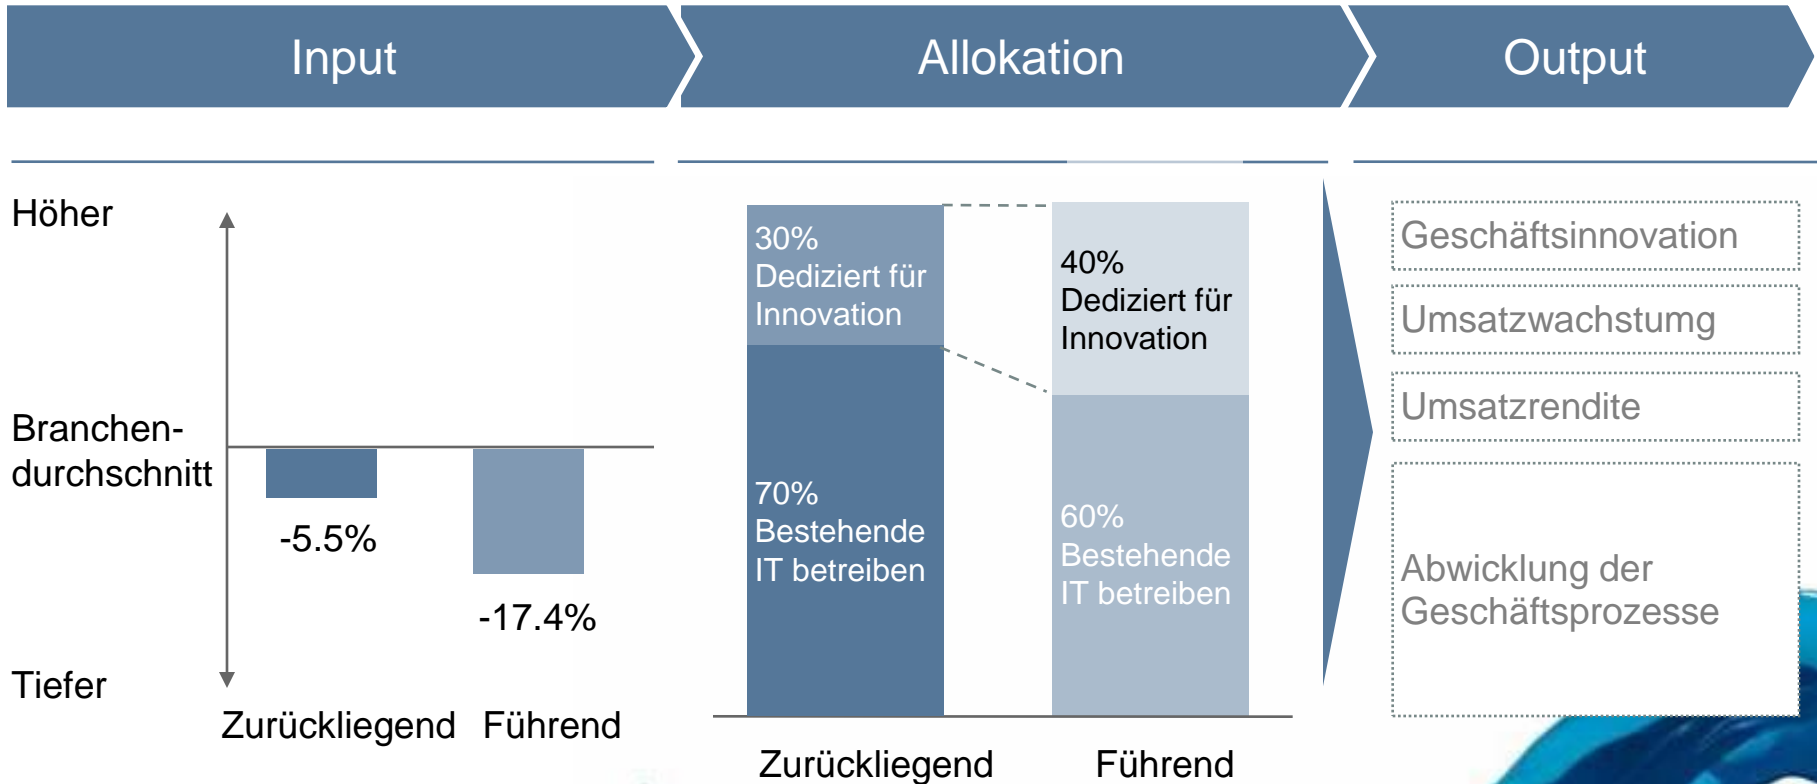 Input
Allokation
Output
Höher
Branchen-
durchschnitt
Tiefer
-5.5%
-17.4%
Zurückliegend
Führend
30%
Dediziert für
Innovation
70%
Bestehende
IT betreiben
40%
Dediziert für
Innovation
60%
Bestehende
IT betreiben
Zurückliegend
Führend
Geschäftsinnovation
Umsatzwachstumg
Umsatzrendite
Abwicklung der
Geschäftsprozesse